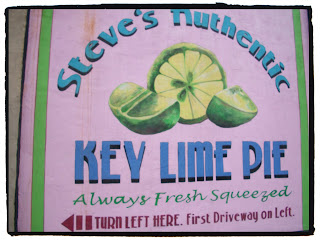 Steve's Authentic
KEY LIME PIE
Always Fresh Squeezed
TURN LEFT HERE. First Driveway on Left.